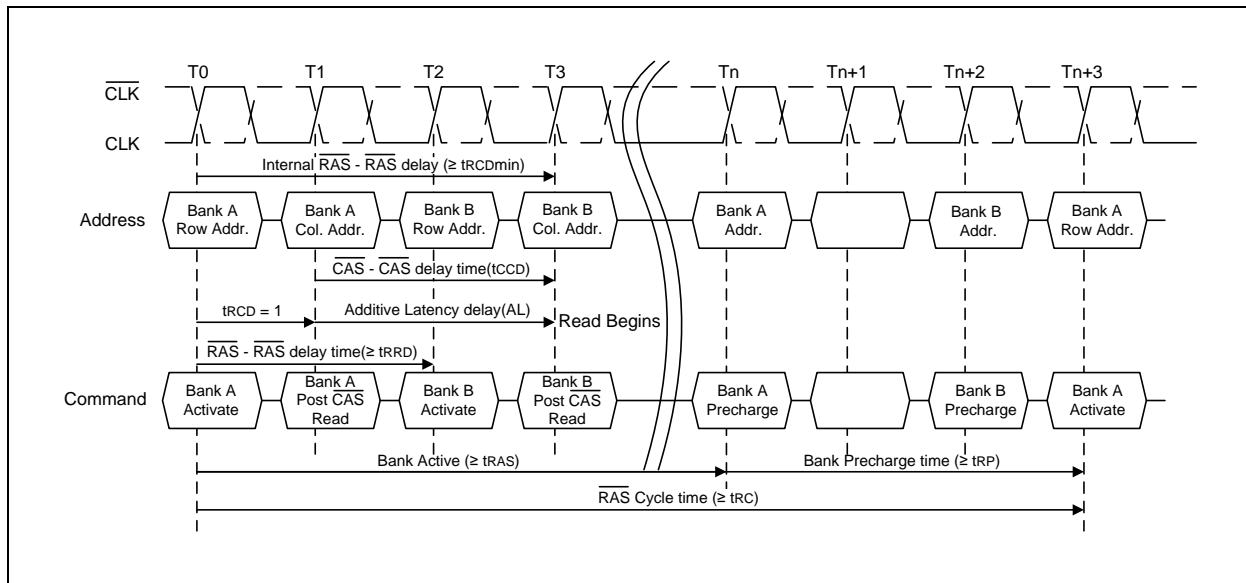 T0 T1 T2 T3 Tn Tn+1 Tn+2 Tn+3
CLK
CLK
Internal RAS - RAS delay (≥ tRCDmin)
Address
Bank A
Row Addr.
Bank A
Col. Addr.
Bank B
Row Addr.
Bank B
Col. Addr.
Bank A
Addr.
Bank B
Addr.
Bank A
Row Addr.
CAS - CAS delay time(tCCD)
tRCD = 1
Additive Latency delay(AL)
Read Begins
RAS - RAS delay time(≥ tRRD)
Command
Bank A
Activate
Bank A
Post CAS
Read
Bank B
Activate
Bank B
Post CAS
Read
Bank A
Precharge
Bank B
Precharge
Bank A
Activate
Bank Active (≥ tRAS)
Bank Precharge time (≥ tRP)
RAS Cycle time (≥ tRC)